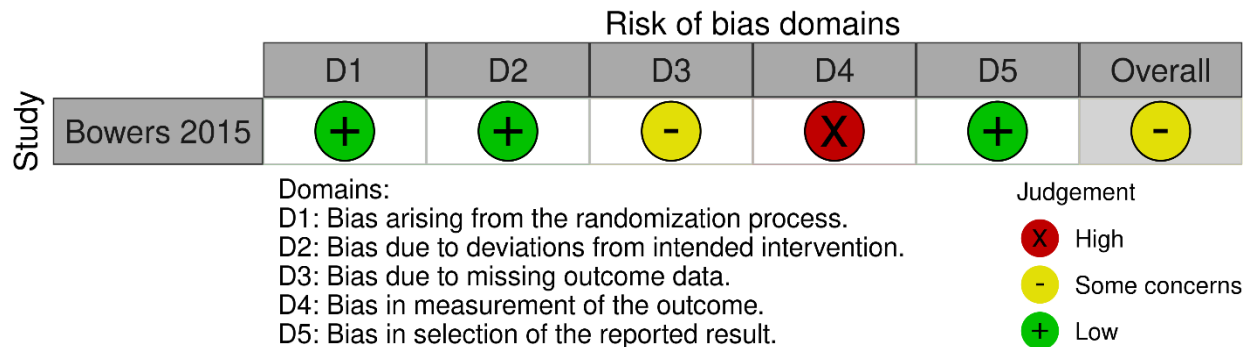 Risk of bias domains
D1 D2 D3 D4 D5 Overall
Study
Bowers 2015 + + - X + -
Domains:
D1: Bias arising from the randomization process.
D2: Bias due to deviations from intended intervention.
D3: Bias due to missing outcome data.
D4: Bias in measurement of the outcome.
D5: Bias in selection of the reported result.
Judgement
X High
- Some concerns
+ Low